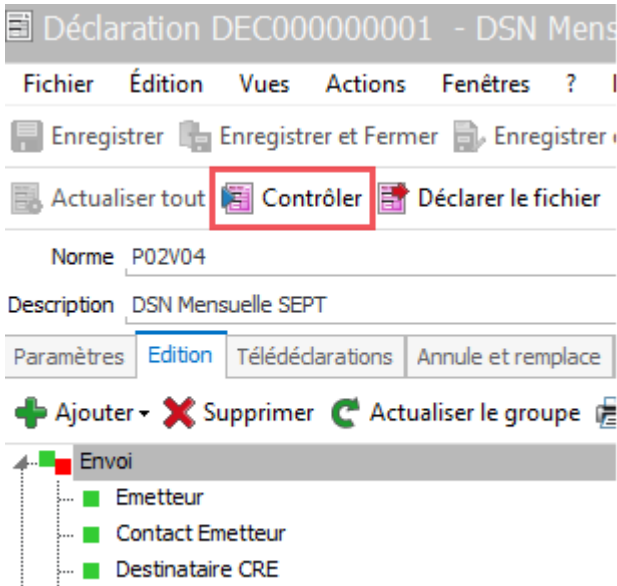 Déclaration DEC000000001 - DSN Mens
Fichier Édition Vues Actions Fenêtres ?
Enregistrer Enregistrer et Fermer Enregistrer
Actualiser tout Contrôler Déclarer le fichier
Norme P02V04
Description DSN Mensuelle SEPT
Paramètres Edition Télédéclarations Annule et remplace
Ajouter Supprimer Actualiser le groupe
Envoi
Emetteur
Contact Emetteur
Destinataire CRE